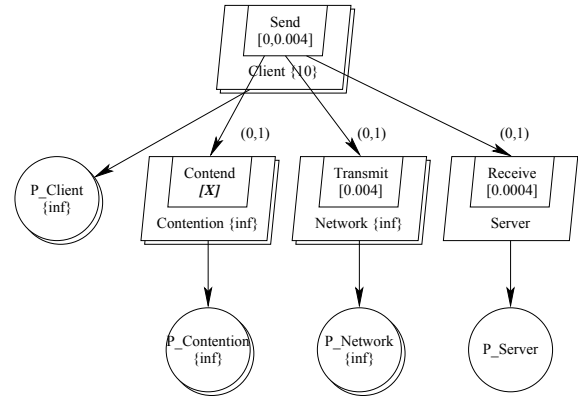 Send
[0,0.004]
Client {10}
(0,1)
(0,1)
(0,1)
P_Client
{inf}
Contend
[X]
Contention {inf}
Transmit
[0.004]
Network {inf}
Receive
[0.0004]
Server
P_Contention
{inf}
P_Network
{inf}
P_Server